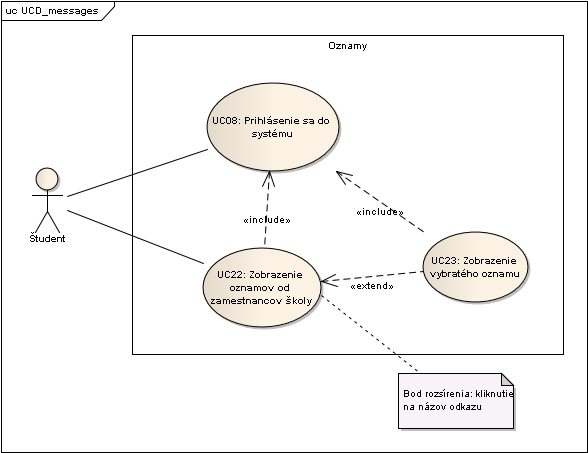 uc UCD_messages
Oznamy
UC08: Prihlásenie sa do
systému
«include»
«include»
Študent
UC22: Zobrazenie
oznamov od
zamestnancov školy
UC23: Zobrazenie
vybratého oznamu
«extend»
Bod rozsírenia: kliknutie
na názov odkazu